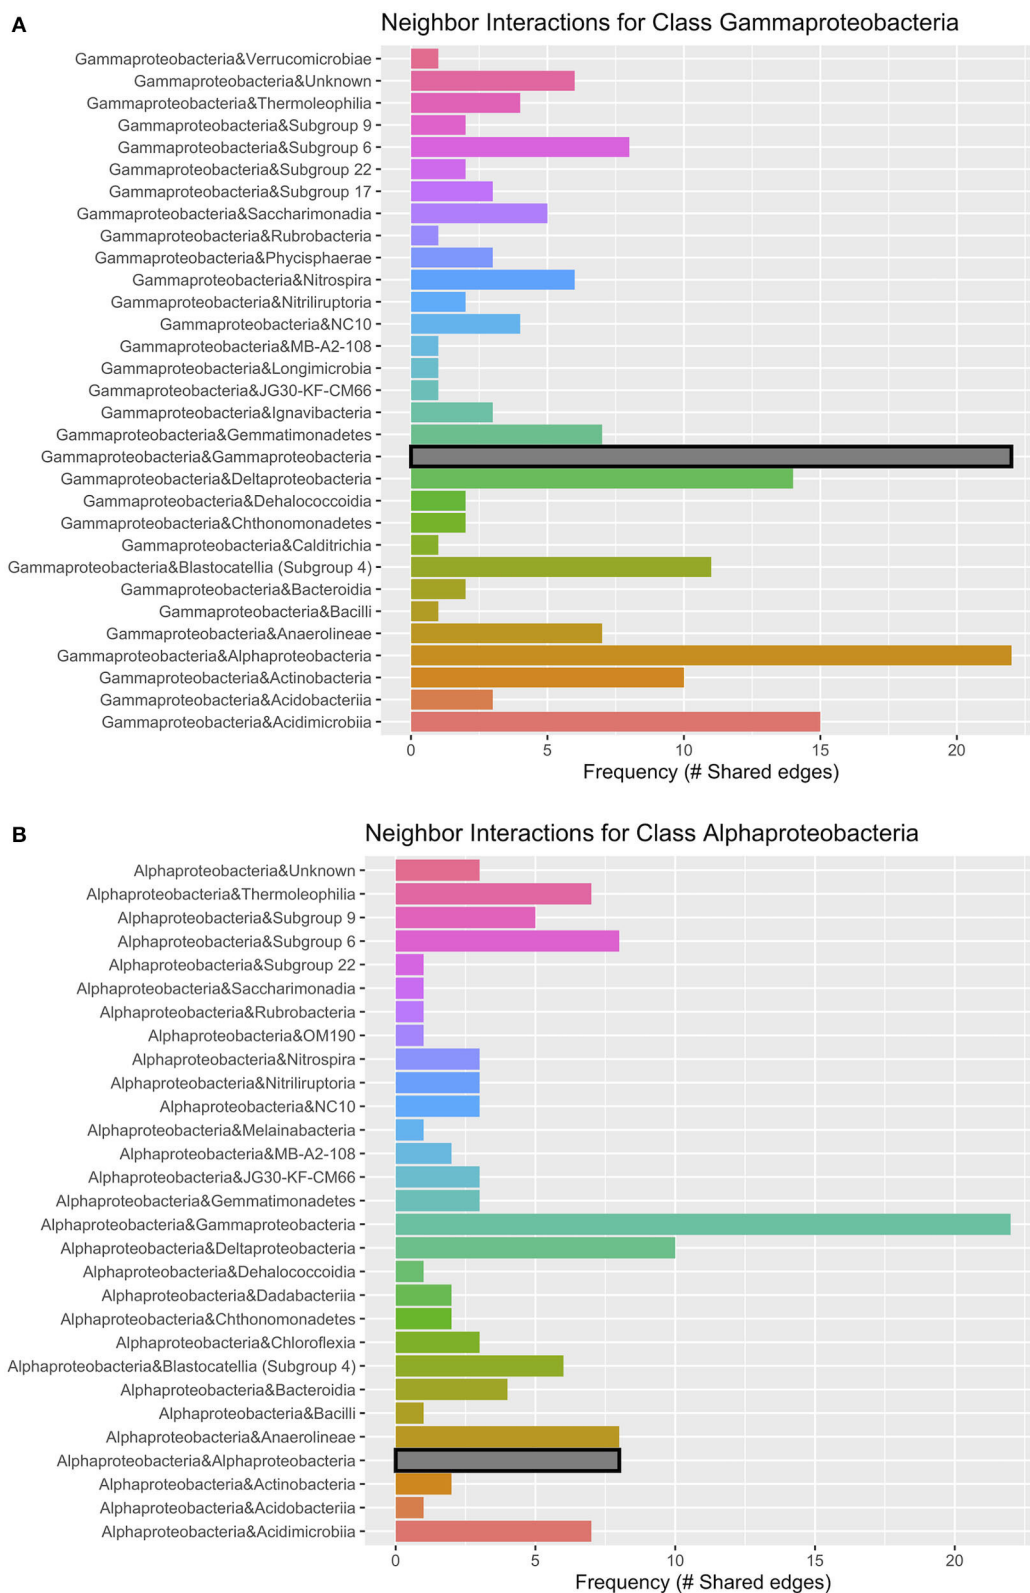 A
Neighbor Interactions for Class Gammaproteobacteria
Gammaproteobacteria&Verrucomicrobiae
Gammaproteobacteria&Unknown
Gammaproteobacteria&Thermoleophilia
Gammaproteobacteria&Subgroup 9
Gammaproteobacteria&Subgroup 6
Gammaproteobacteria&Subgroup 22
Gammaproteobacteria&Subgroup 17
Gammaproteobacteria&Saccharimonadia
Gammaproteobacteria&Rubrobacteria
Gammaproteobacteria&Phycisphaerae
Gammaproteobacteria&Nitrospira
Gammaproteobacteria&Nitriliruptoria
Gammaproteobacteria&NC10
Gammaproteobacteria&MB-A2-108
Gammaproteobacteria&Longimicrobia
Gammaproteobacteria&JG30-KF-CM66
Gammaproteobacteria&Ignavibacteria
Gammaproteobacteria&Gemmatimonadetes
Gammaproteobacteria&Gammaproteobacteria
Gammaproteobacteria&Deltaproteobacteria
Gammaproteobacteria&Dehalococcoidia
Gammaproteobacteria&Chthonomonadetes
Gammaproteobacteria&Calditrichia
Gammaproteobacteria&Blastocatellia (Subgroup 4)
Gammaproteobacteria&Bacteroidia
Gammaproteobacteria&Bacilli
Gammaproteobacteria&Anaerolineae
Gammaproteobacteria&Alphaproteobacteria
Gammaproteobacteria&Actinobacteria
Gammaproteobacteria&Acidobacteriia
Gammaproteobacteria&Acidimicrobiia
0 5 10 15 20
Frequency (# Shared edges)
B
Neighbor Interactions for Class Alphaproteobacteria
Alphaproteobacteria&Unknown
Alphaproteobacteria&Thermoleophilia
Alphaproteobacteria&Subgroup 9
Alphaproteobacteria&Subgroup 6
Alphaproteobacteria&Subgroup 22
Alphaproteobacteria&Saccharimonadia
Alphaproteobacteria&Rubrobacteria
Alphaproteobacteria&OM190
Alphaproteobacteria&Nitrospira
Alphaproteobacteria&Nitriliruptoria
Alphaproteobacteria&NC10
Alphaproteobacteria&Melainabacteria
Alphaproteobacteria&MB-A2-108
Alphaproteobacteria&JG30-KF-CM66
Alphaproteobacteria&Gemmatimonadetes
Alphaproteobacteria&Gammaproteobacteria
Alphaproteobacteria&Deltaproteobacteria
Alphaproteobacteria&Dehalococcoidia
Alphaproteobacteria&Dadabacteriia
Alphaproteobacteria&Chthonomonadetes
Alphaproteobacteria&Chloroflexia
Alphaproteobacteria&Blastocatellia (Subgroup 4)
Alphaproteobacteria&Bacteroidia
Alphaproteobacteria&Bacilli
Alphaproteobacteria&Anaerolineae
Alphaproteobacteria&Alphaproteobacteria
Alphaproteobacteria&Actinobacteria
Alphaproteobacteria&Acidobacteriia
Alphaproteobacteria&Acidimicrobiia
0 5 10 15 20
Frequency (# Shared edges)